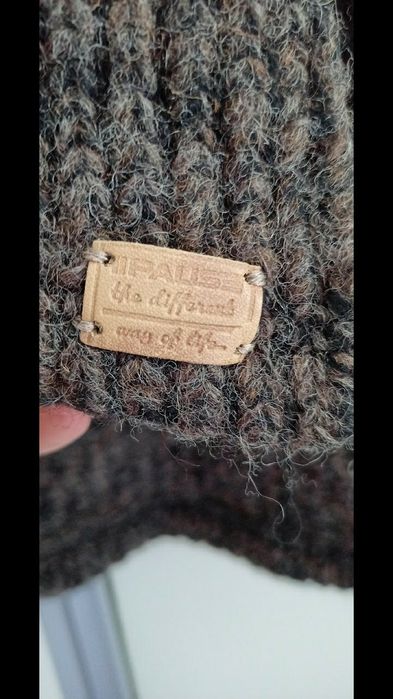 PAUSE
the different
way of life